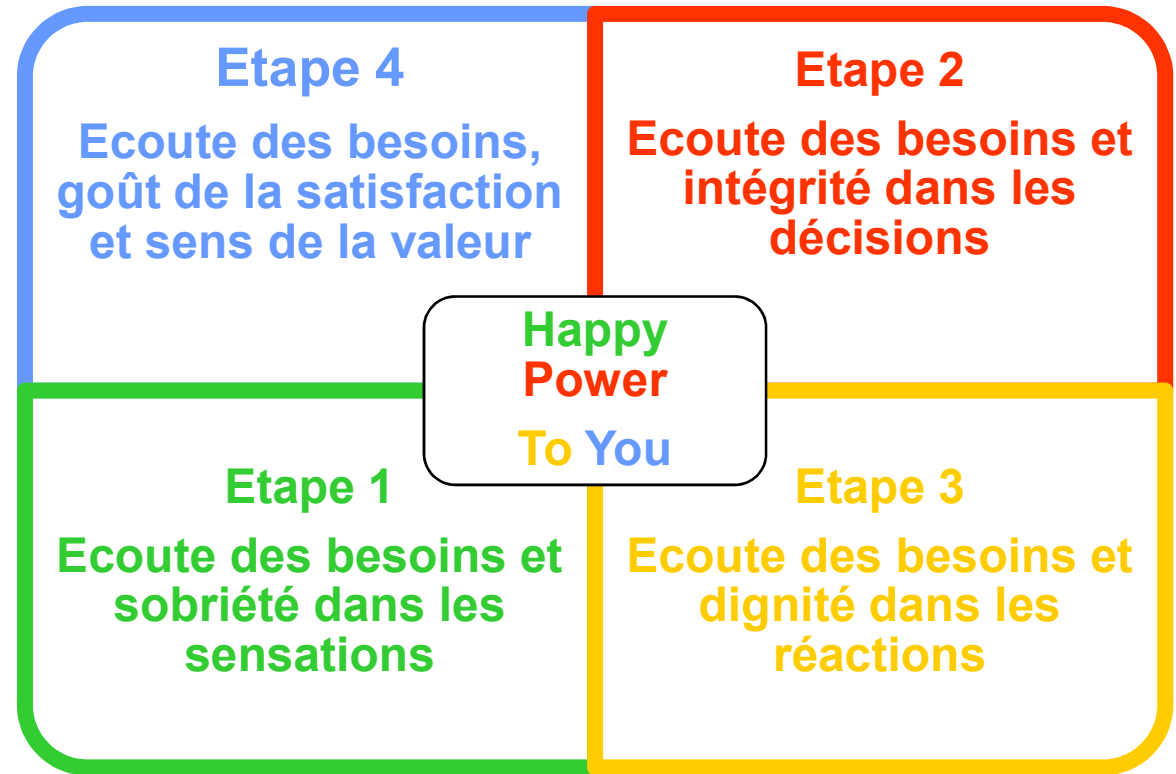 Etape 4
Ecoute des besoins,
goût de la satisfaction
et sens de la valeur
Etape 2
Ecoute des besoins et
intégrité dans les
décisions
Happy
Power
To You
Etape 1
Ecoute des besoins et
sobriété dans les
sensations
Etape 3
Ecoute des besoins et
dignité dans les
réactions